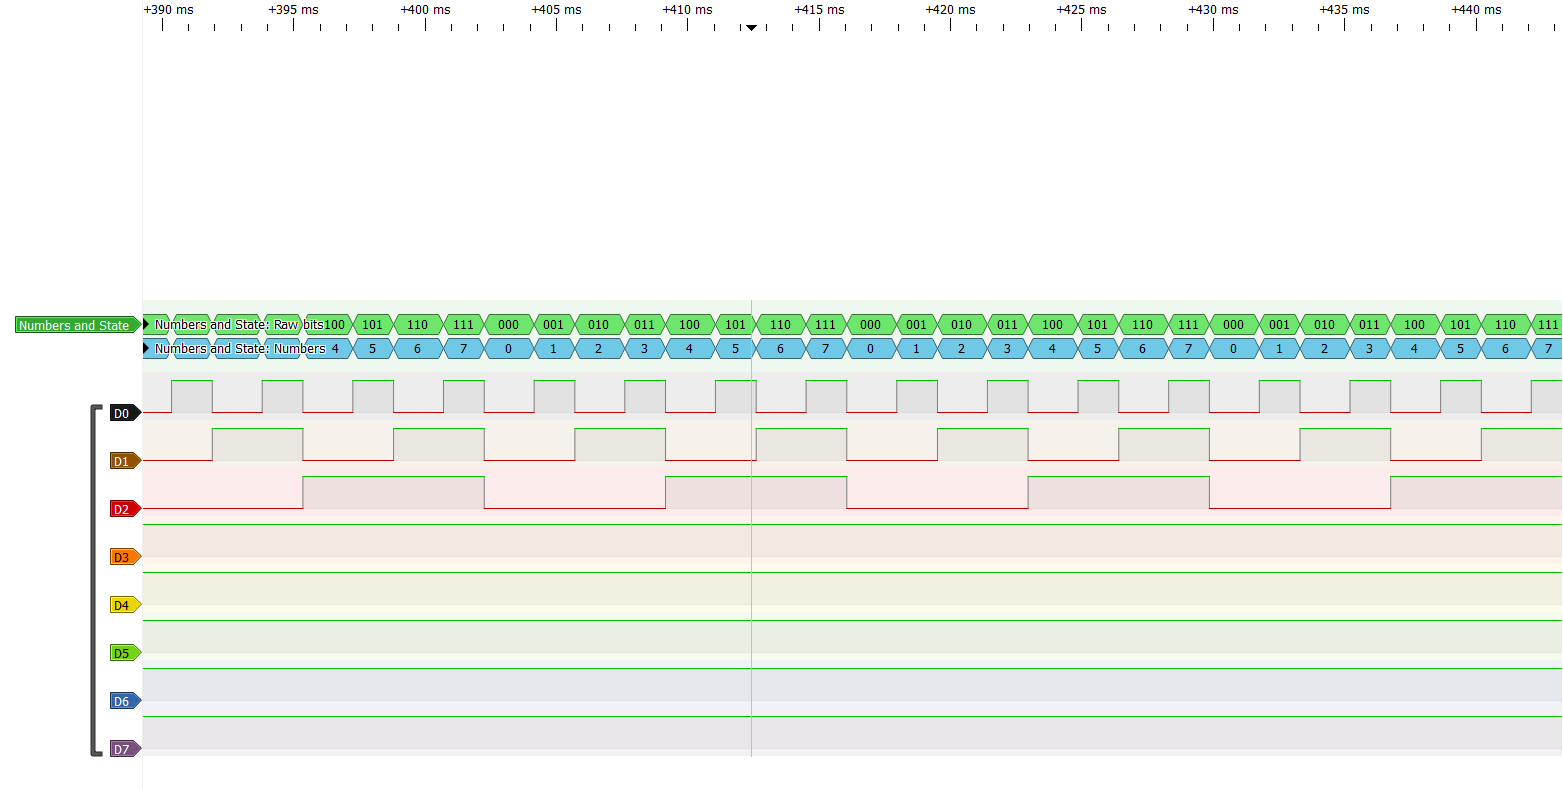 +390 ms +395 ms +400 ms +405 ms +410 ms +415 ms +420 ms +425 ms +430 ms +435 ms +440 ms
Numbers and State Numbers and State: Raw bits 100 101 110 111 000 001 010 011 100 101 110 111 000 001 010 011 100 101 110 111 000 001 010 011 100 101 110 111
Numbers and State: Numbers 4 5 6 7 0 1 2 3 4 5 6 7 0 1 2 3 4 5 6 7 0 1 2 3 4 5 6 7
D0
D1
D2
D3
D4
D5
D6
D7